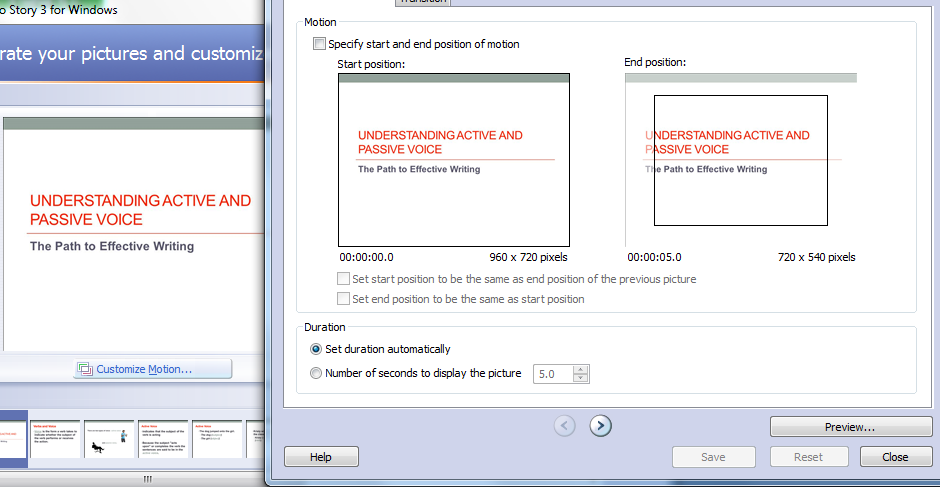 o Story 3 for Windows
rate your pictures and customiz
UNDERSTANDING ACTIVE AND
PASSIVE VOICE
The Path to Effective Writing
Customize Motion...
Transition
Motion
Specify start and end position of motion
Start position:
End position:
UNDERSTANDING ACTIVE AND
PASSIVE VOICE
The Path to Effective Writing
UNDERSTANDING ACTIVE AND
PASSIVE VOICE
The Path to Effective Writing
00:00:00.0
960 x 720 pixels
00:00:05.0
720 x 540 pixels
Set start position to be the same as end position of the previous picture
Set end position to be the same as start position
Duration
Set duration automatically
Number of seconds to display the picture
5.0
Preview...
Help
Save
Reset
Close